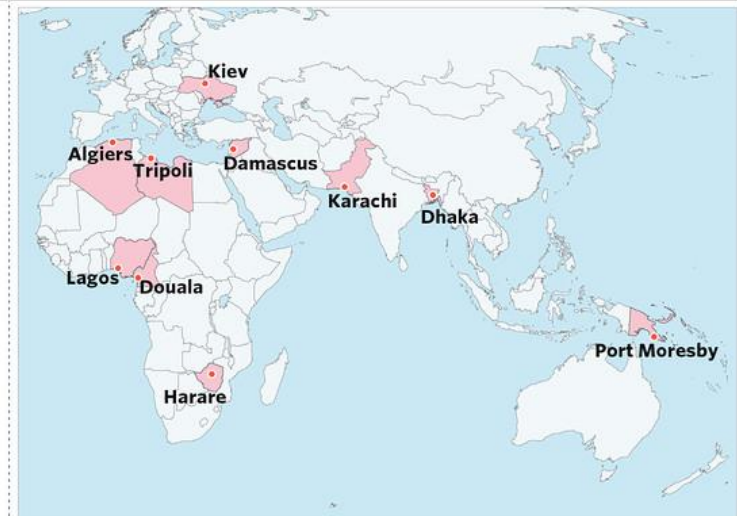 Kiev
Algiers
Tripoli
Damascus
Karachi
Dhaka
Lagos
Douala
Port Moresby
Harare